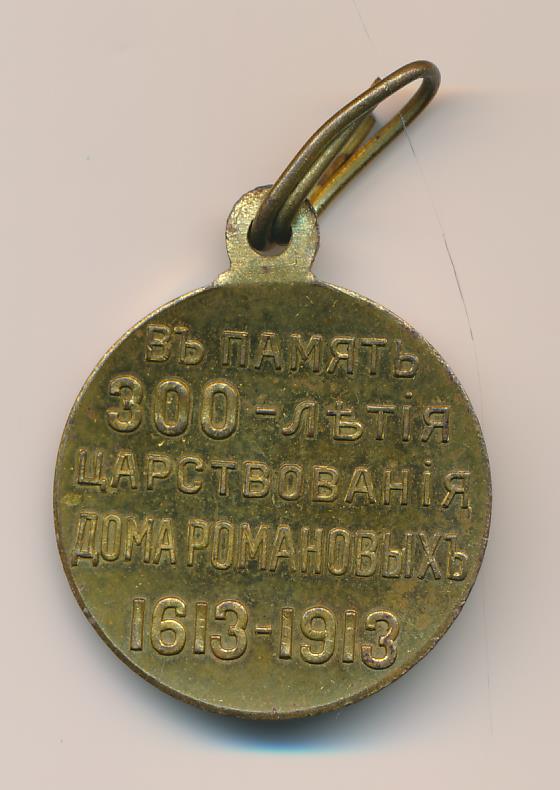 ВЪ ПАМЯТЬ
300-ЛѢТІЯ
ЦАРСТВОВАНІЯ
ДОМА РОМАНОВЫХЪ
1613-1913